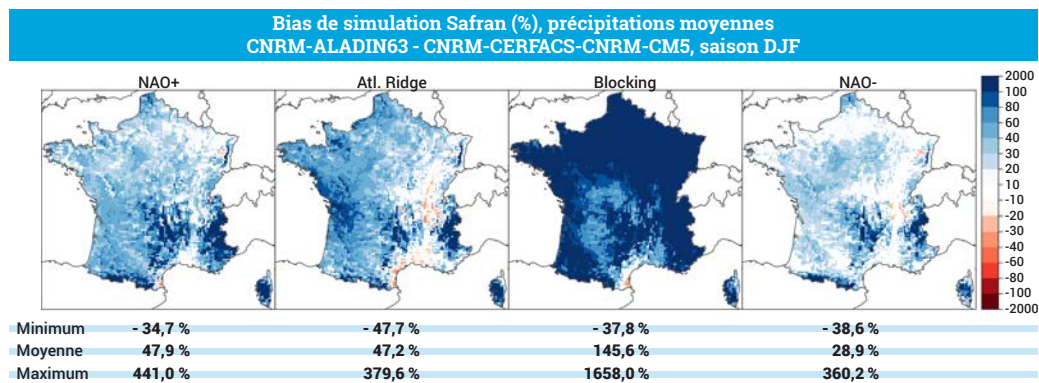 Bias de simulation Safran (%), précipitations moyennes
CNRM-ALADIN63 - CNRM-CERFACS-CNRM-CM5, saison DJF
NAO+ Atl. Ridge Blocking NAO-
2000
100
80
60
40
30
20
10
-10
-20
-30
-40
-60
-80
-100
-2000
Minimum - 34,7 % - 47,7 % - 37,8 % - 38,6 %
Moyenne 47,9 % 47,2 % 145,6 % 28,9 %
Maximum 441,0 % 379,6 % 1658,0 % 360,2 %